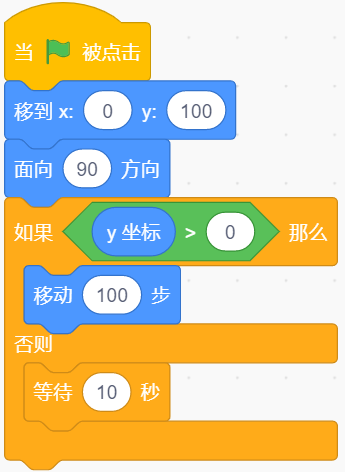 当 被点击
移到 x: 0 y: 100
面向 90 方向
如果 y 坐标 > 0 那么
移动 100 步
否则
等待 10 秒